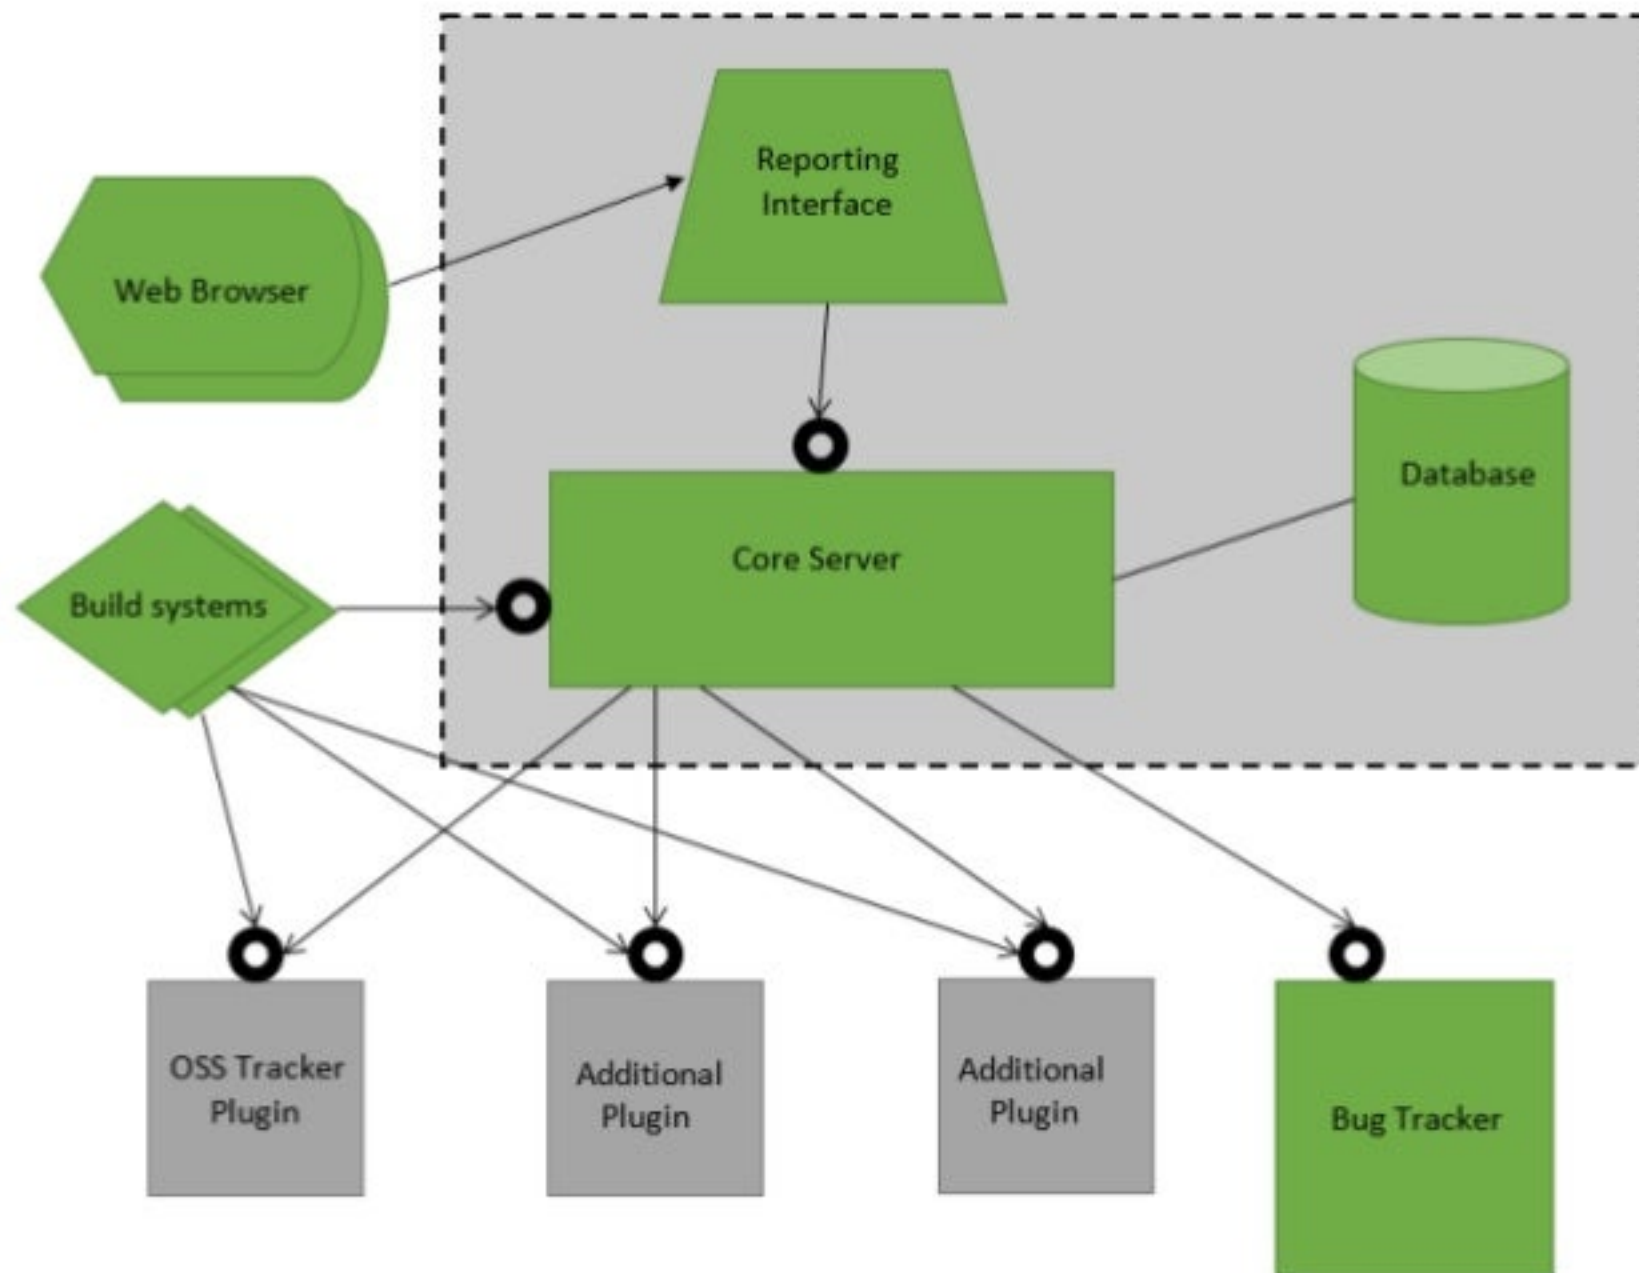 Reporting
Interface
Web Browser
Database
Core Server
Build systems
OSS Tracker
Plugin
Additional
Plugin
Additional
Plugin
Bug Tracker